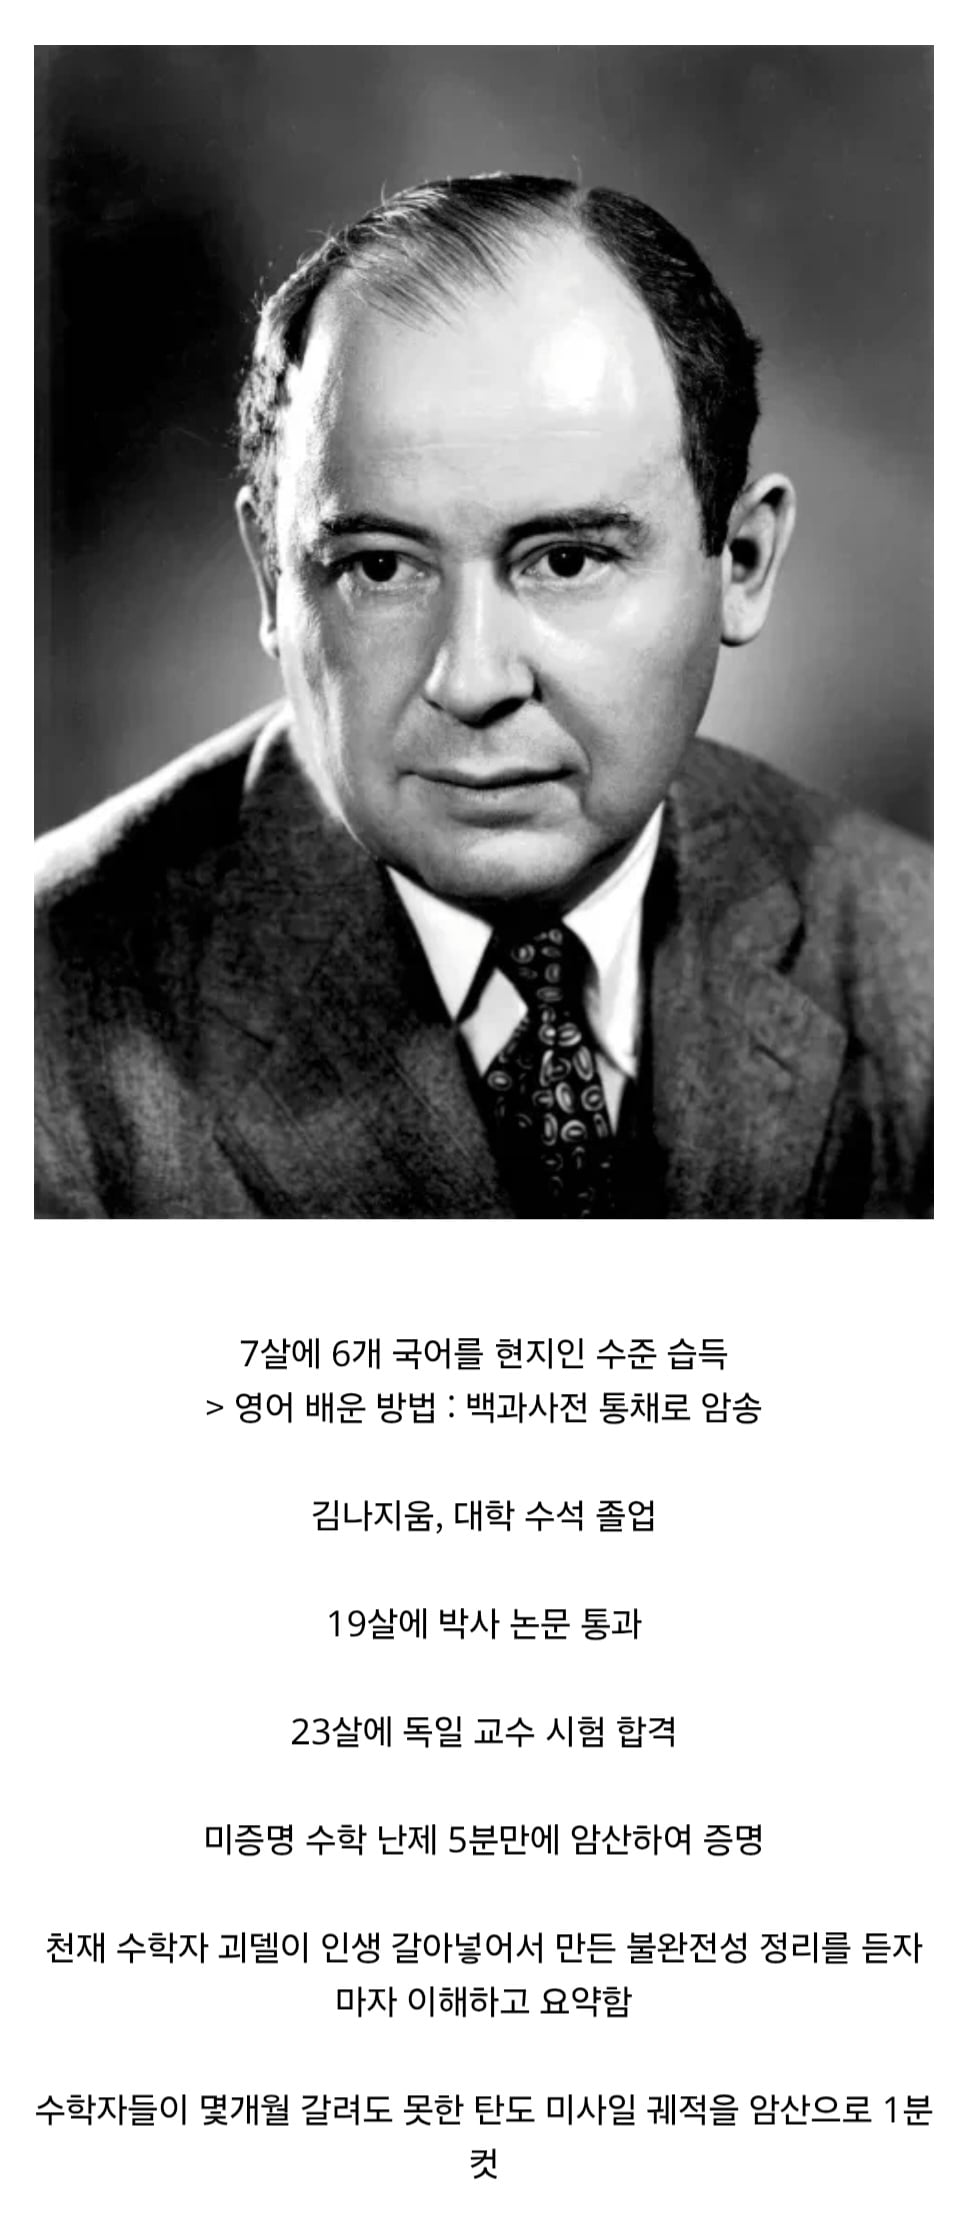 7살에 6개 국어를 현지인 수준 습득
> 영어 배운 방법 : 백과사전 통채로 암송
김나지움, 대학 수석 졸업
19살에 박사 논문 통과
23살에 독일 교수 시험 합격
미증명 수학 난제 5분만에 암산하여 증명
천재 수학자 괴델이 인생 갈아넣어서 만든 불완전성 정리를 듣자
마자 이해하고 요약함
수학자들이 몇개월 갈려도 못한 탄도 미사일 궤적을 암산으로 1분
컷